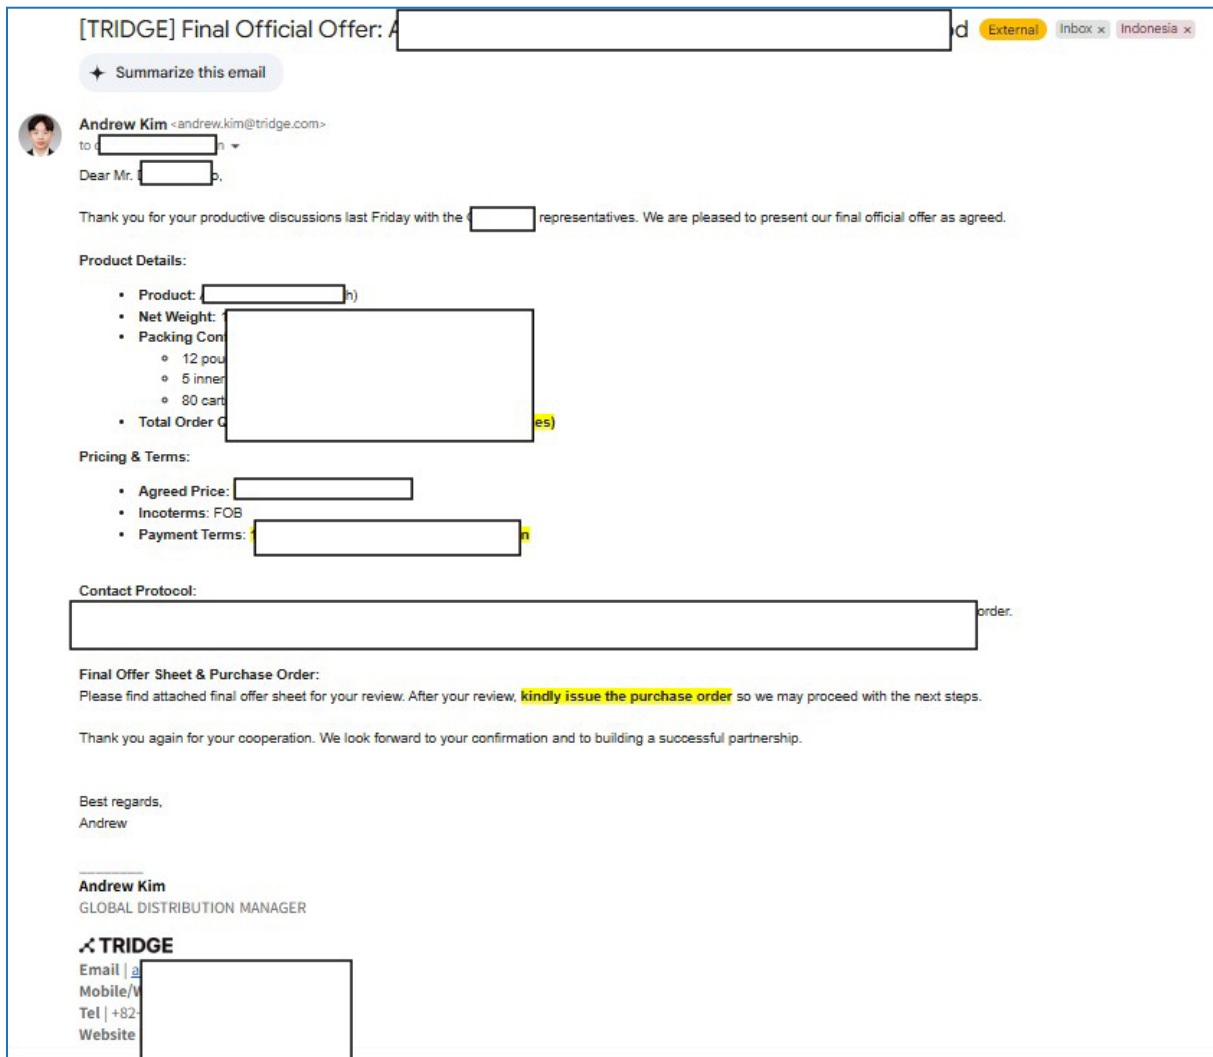 [TRIDGE] Final Official Offer: External Inbox x Indonesia x
Summarize this email
Andrew Kim <andrew.kim@tridge.com>
to
Dear Mr.
Thank you for your productive discussions last Friday with the representatives. We are pleased to present our final official offer as agreed.
Product Details:
• Product: h)
• Net Weight:
• Packing
12 pou
5 inner
80 cart
• Total Order es)
Pricing & Terms:
• Agreed Price:
• Incoterms: FOB
• Payment Terms: n
Contact Protocol:
order.
Final Offer Sheet & Purchase Order:
Please find attached final offer sheet for your review. After your review, kindly issue the purchase order so we may proceed with the next steps.
Thank you again for your cooperation. We look forward to your confirmation and to building a successful partnership.
Best regards,
Andrew
Andrew Kim
GLOBAL DISTRIBUTION MANAGER
TRIDGE
Email | a
Mobile/
Tel | +82-
Website